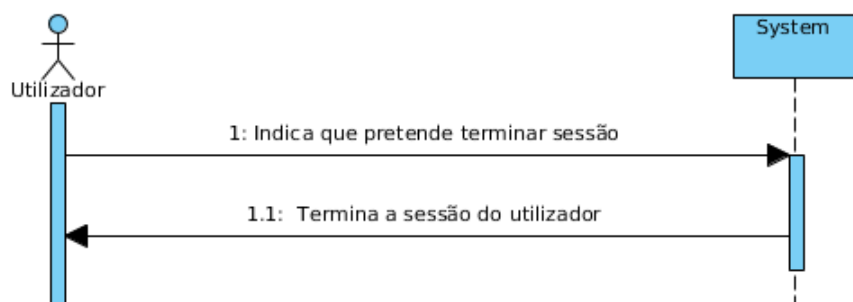 System
Utilizador
1: Indica que pretende terminar sessão
1.1: Termina a sessão do utilizador